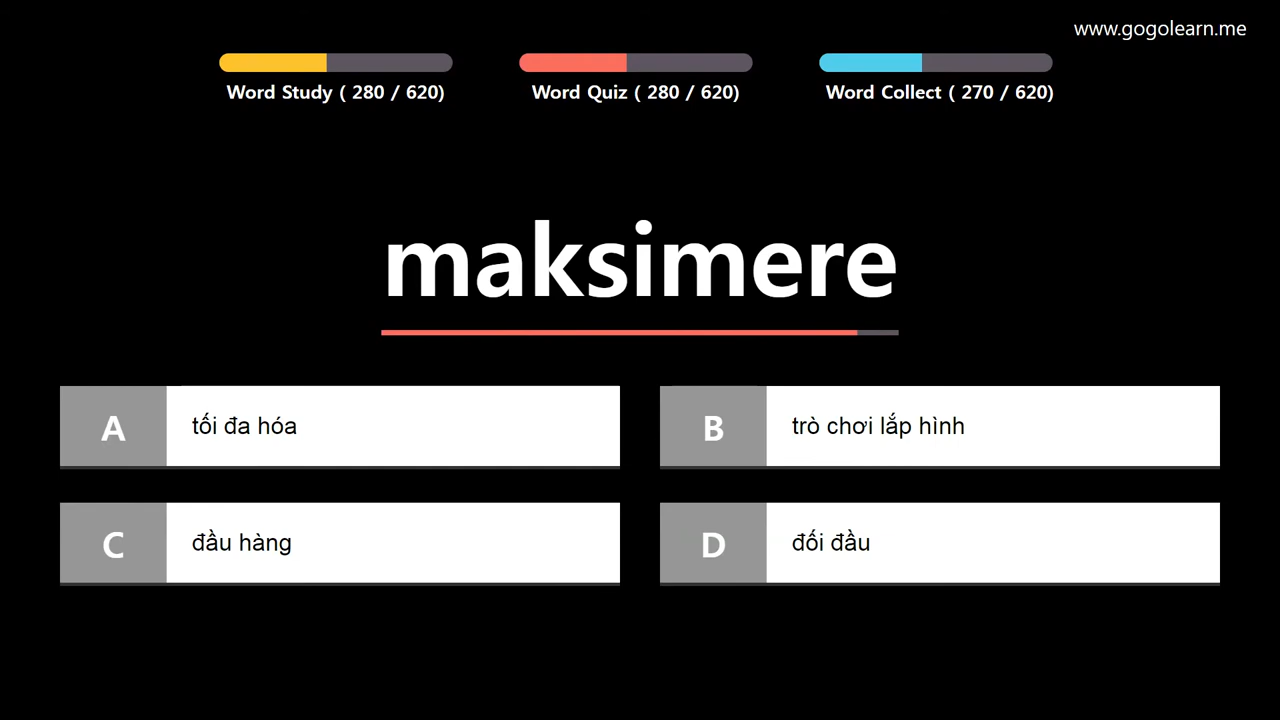 www.gogolearn.me
Word Study ( 280 / 620)
Word Quiz ( 280 / 620)
Word Collect ( 270 / 620)
maksimere
A
tối đa hóa
B
trò chơi lắp hình
C
đầu hàng
D
đối đầu